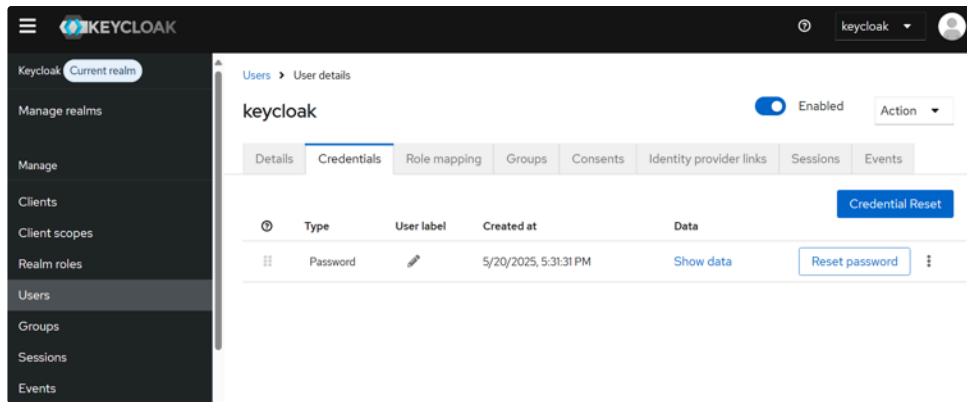 KEYCLOAK
keycloak
Keycloak Current realm
Manage realms
Manage
Clients
Client scopes
Realm roles
Users
Groups
Sessions
Events
Users > User details
keycloak
Enabled
Action
Details Credentials Role mapping Groups Consents Identity provider links Sessions Events
Credential Reset
Type User label Created at Data
Password 5/20/2025, 5:31:31 PM Show data Reset password